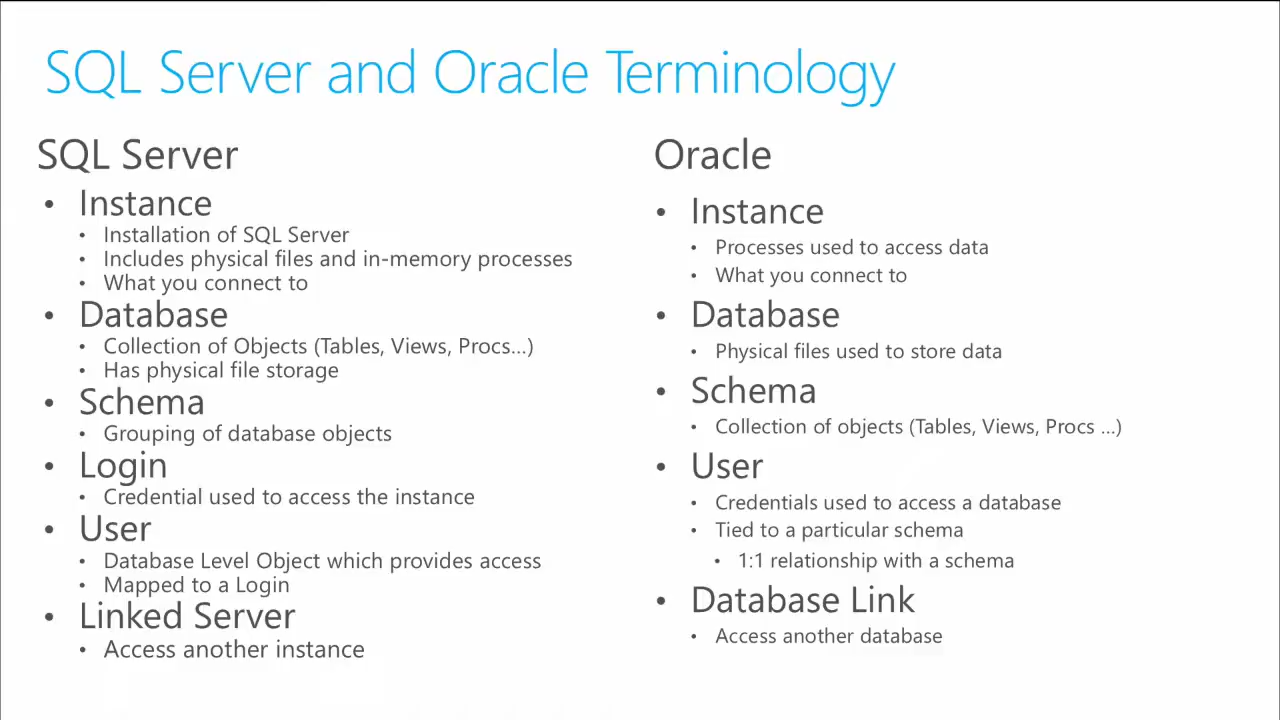 SQL Server and Oracle Terminology
SQL Server
• Instance
• Installation of SQL Server
• Includes physical files and in-memory processes
• What you connect to
• Database
• Collection of Objects (Tables, Views, Procs...)
• Has physical file storage
• Schema
• Grouping of database objects
• Login
• Credential used to access the instance
• User
• Database Level Object which provides access
• Mapped to a Login
• Linked Server
• Access another instance
Oracle
• Instance
• Processes used to access data
• What you connect to
• Database
• Physical files used to store data
• Schema
• Collection of objects (Tables, Views, Procs ...)
• User
• Credentials used to access a database
• Tied to a particular schema
• 1:1 relationship with a schema
• Database Link
• Access another database